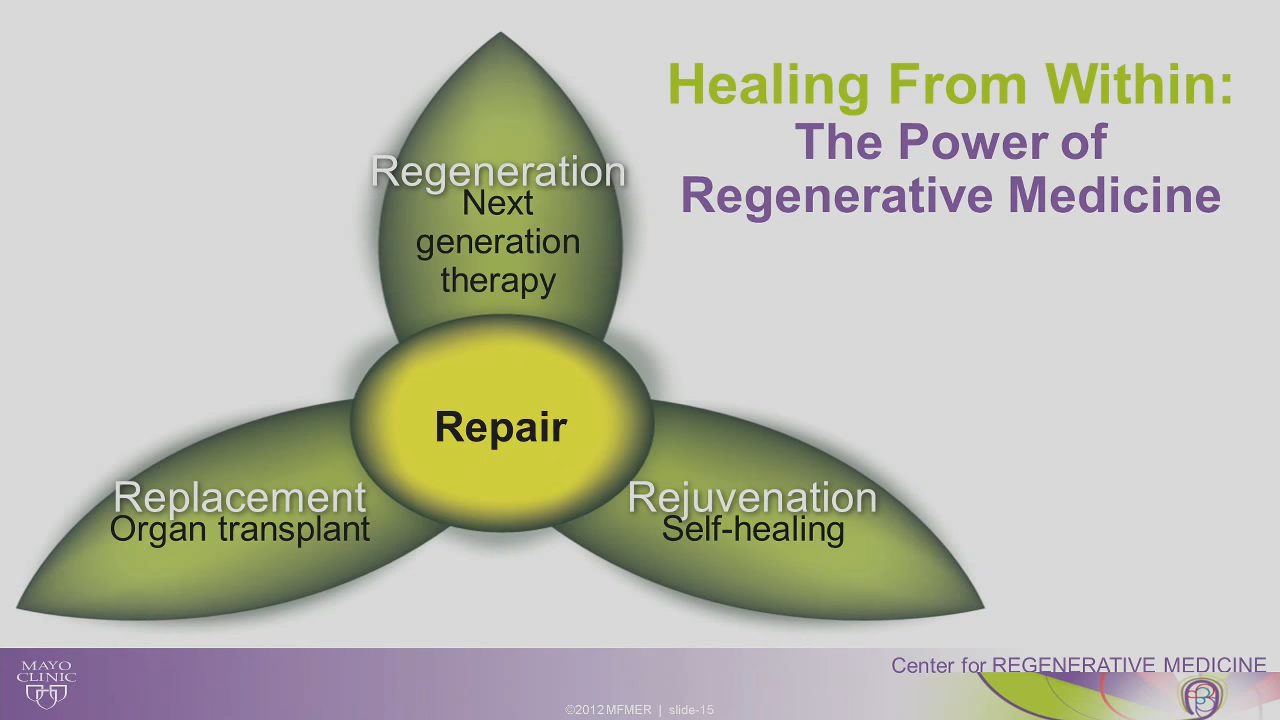 Healing From Within:
The Power of
Regenerative Medicine
Regeneration
Next
generation
therapy
Repair
Replacement
Organ transplant
Rejuvenation
Self-healing
MAYO
CLINIC
Center for REGENERATIVE MEDICINE
©2012 MFMER | slide-15